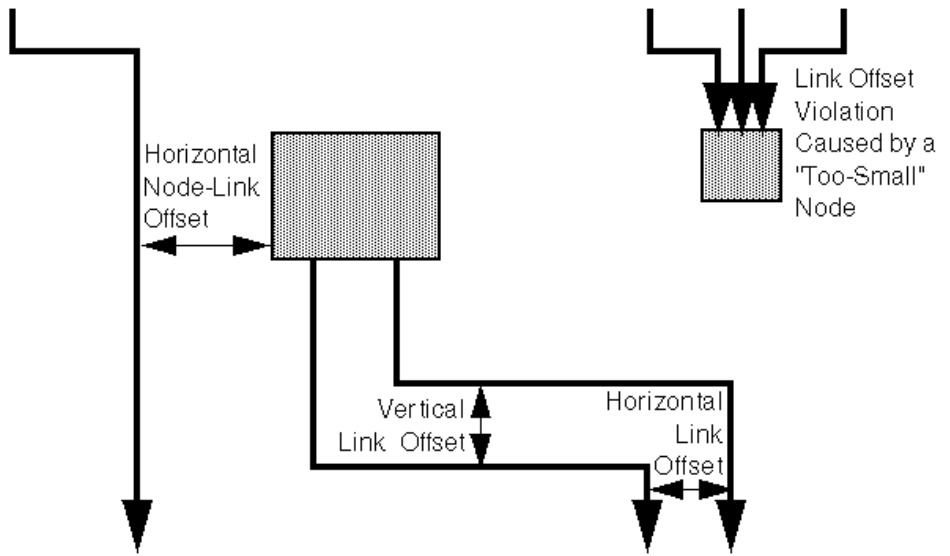 Link Offset
Violation
Caused by a
"Too-Small"
Node
Horizontal
Node-Link
Offset
Vertical
Link Offset
Horizontal
Link
Offset